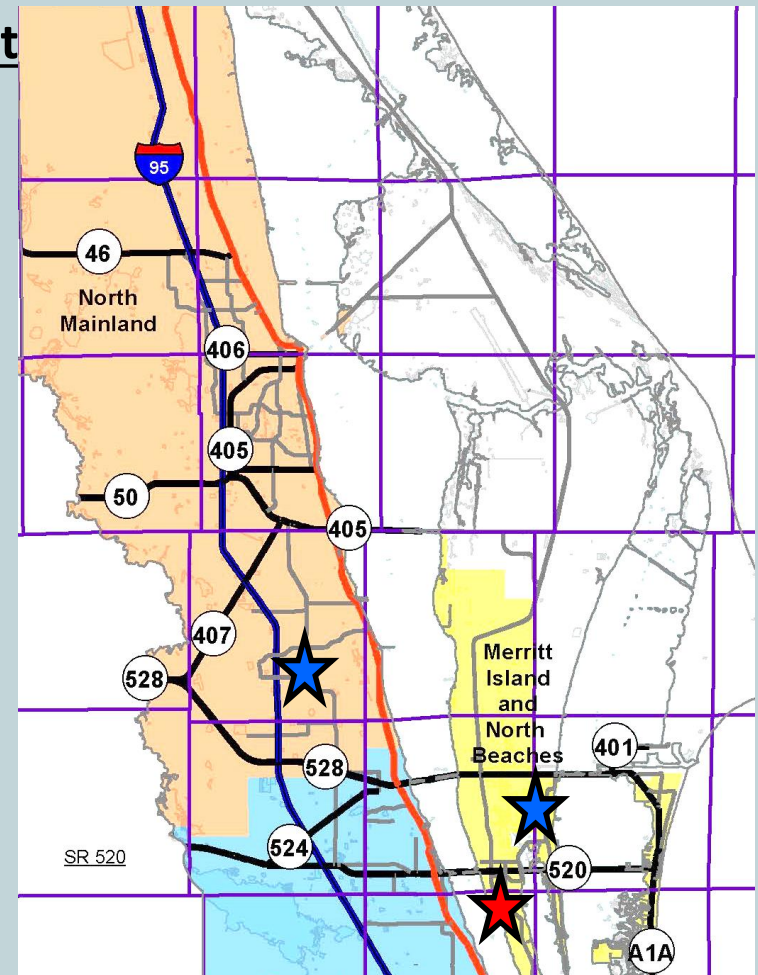 t
95
46
North
Mainland
406
405
50
405
407
528
Merritt
Island
and
North
Beaches
401
528
524
SR 520
520
A1A